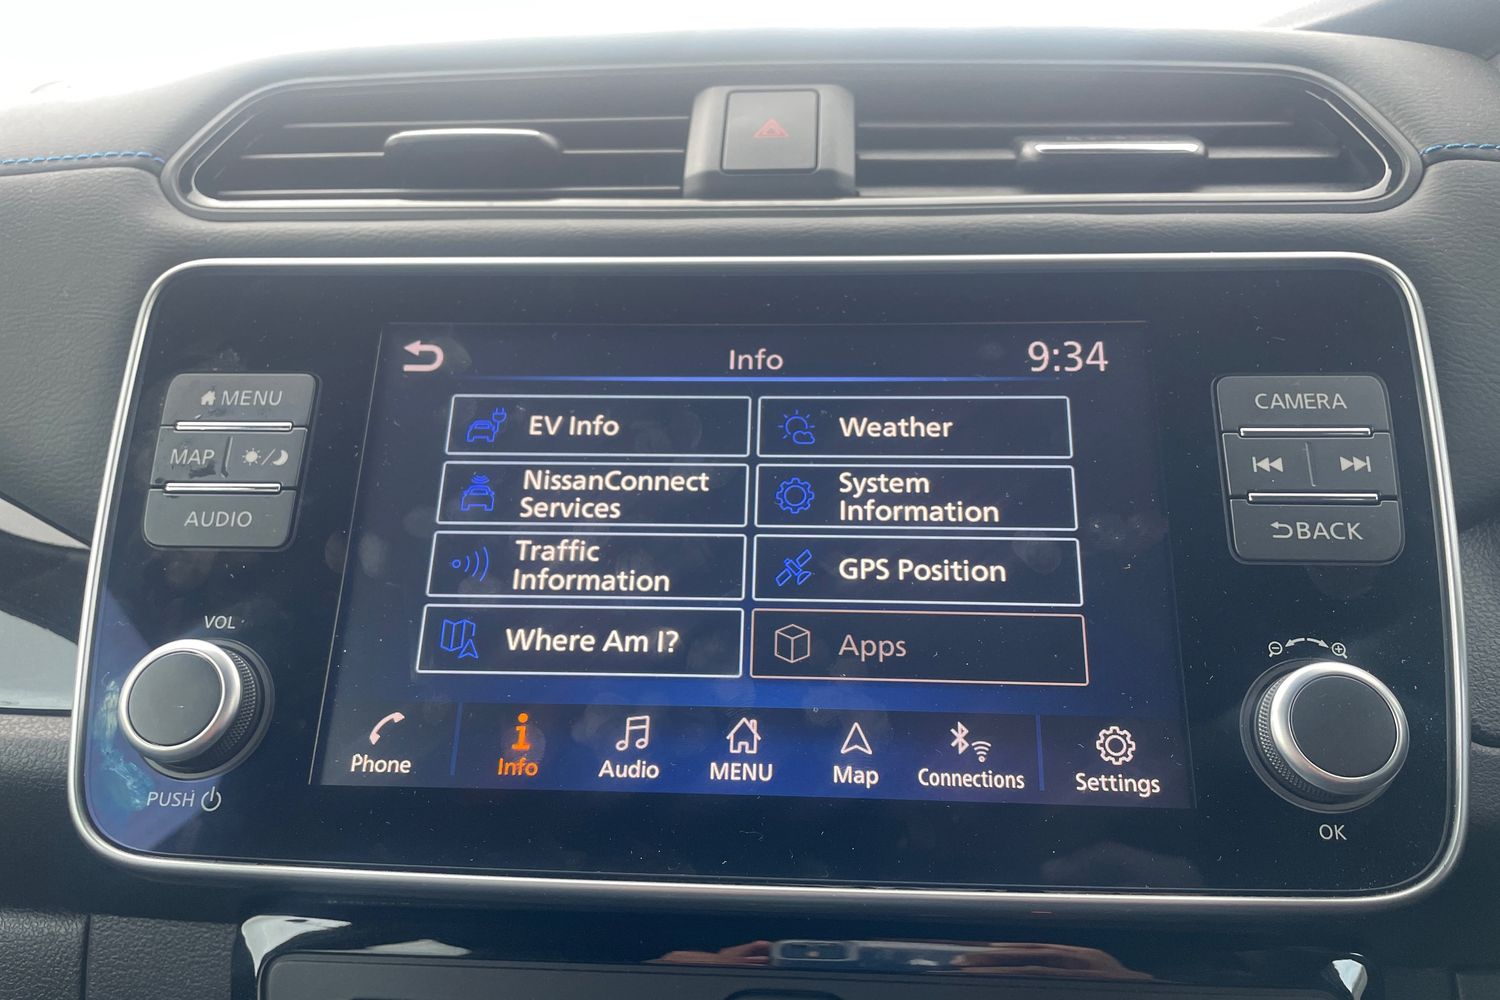 Info
9:34
MENU
MAP
AUDIO
EV Info
Weather
NissanConnect
Services
System
Information
Traffic
Information
GPS Position
Where Am I?
Apps
CAMERA
BACK
VOL
PUSH
Phone
Info
Audio
MENU
Map
Connections
Settings
OK